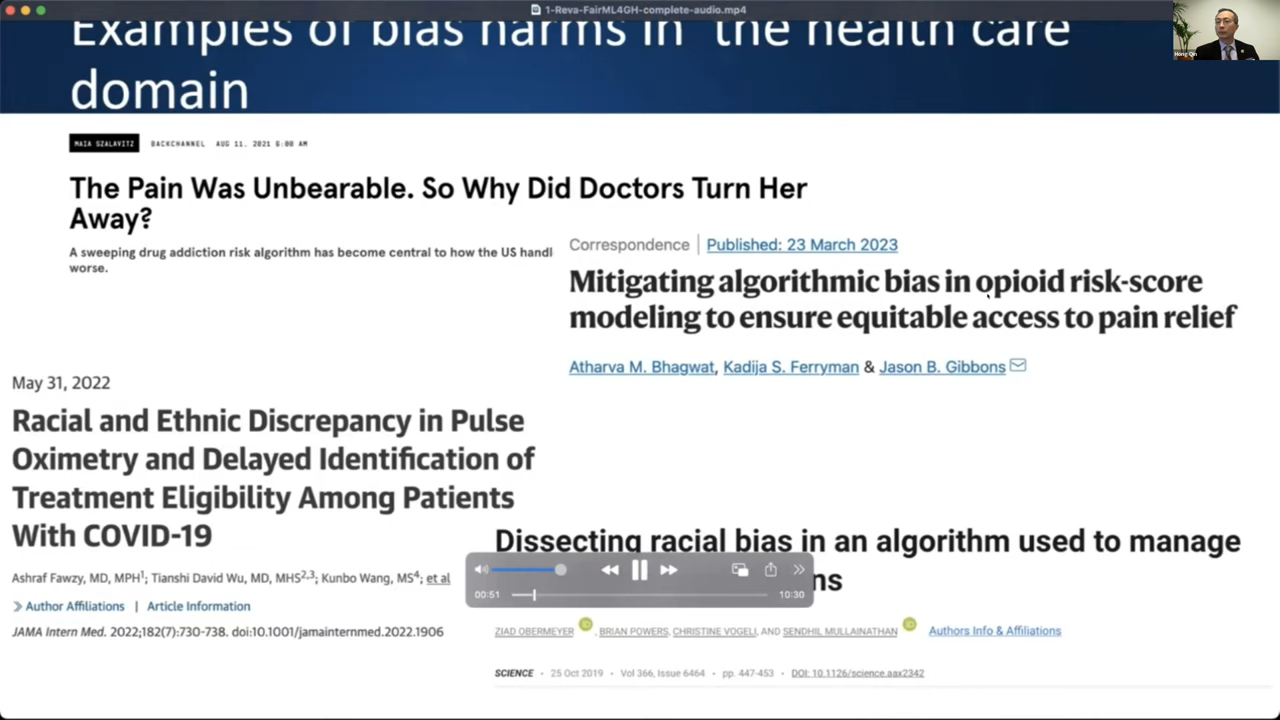 1-Reva-FairML4GH-complete-audio.mp4
Hong Qin
Examples of bias harms in the health care
domain
MAIA SZALAVITZ BACKCHANNEL AUG 11, 2021 6:00 AM
The Pain Was Unbearable. So Why Did Doctors Turn Her
Away?
A sweeping drug addiction risk algorithm has become central to how the US handl
worse.
Correspondence | Published: 23 March 2023
Mitigating algorithmic bias in opioid risk-score
modeling to ensure equitable access to pain relief
Atharva M. Bhagwat, Kadija S. Ferryman & Jason B. Gibbons
May 31, 2022
Racial and Ethnic Discrepancy in Pulse
Oximetry and Delayed Identification of
Treatment Eligibility Among Patients
With COVID-19
Ashraf Fawzy, MD, MPH1; Tianshi David Wu, MD, MHS2,3; Kunbo Wang, MS4; et al
Author Affiliations | Article Information
JAMA Intern Med. 2022;182(7):730-738. doi:10.1001/jamainternmed.2022.1906
Dissecting racial bias in an algorithm used to manage
ns
00:51 10:30
ZIAD OBERMEYER, BRIAN POWERS, CHRISTINE VOGELI, AND SENDHIL MULLAINATHAN Authors Info & Affiliations
SCIENCE • 25 Oct 2019 • Vol 366, Issue 6464 • pp. 447-453 • DOI: 10.1126/science.aax2342